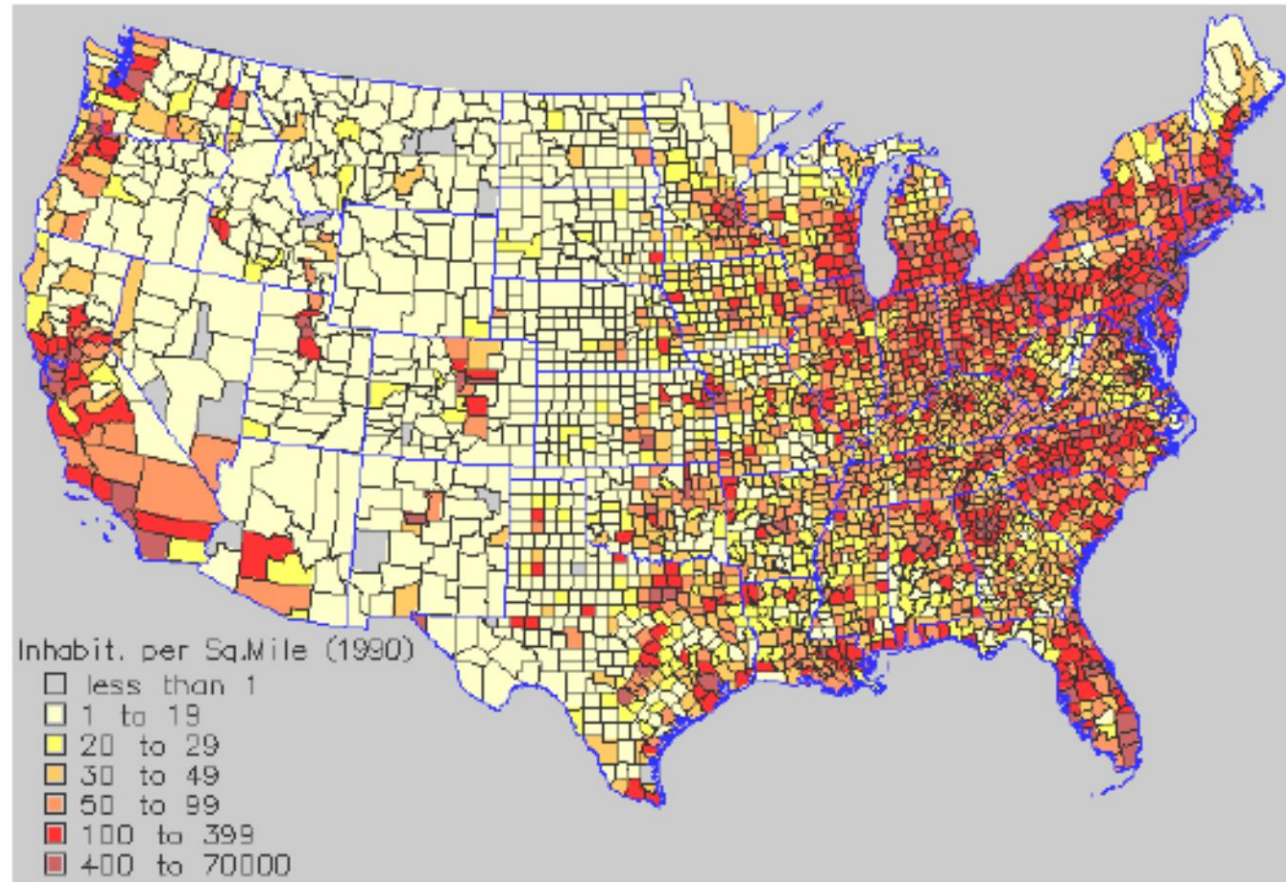 Inhabit. per Sq.Mile (1990)
less than 1
1 to 19
20 to 29
30 to 49
50 to 99
100 to 399
400 to 70000